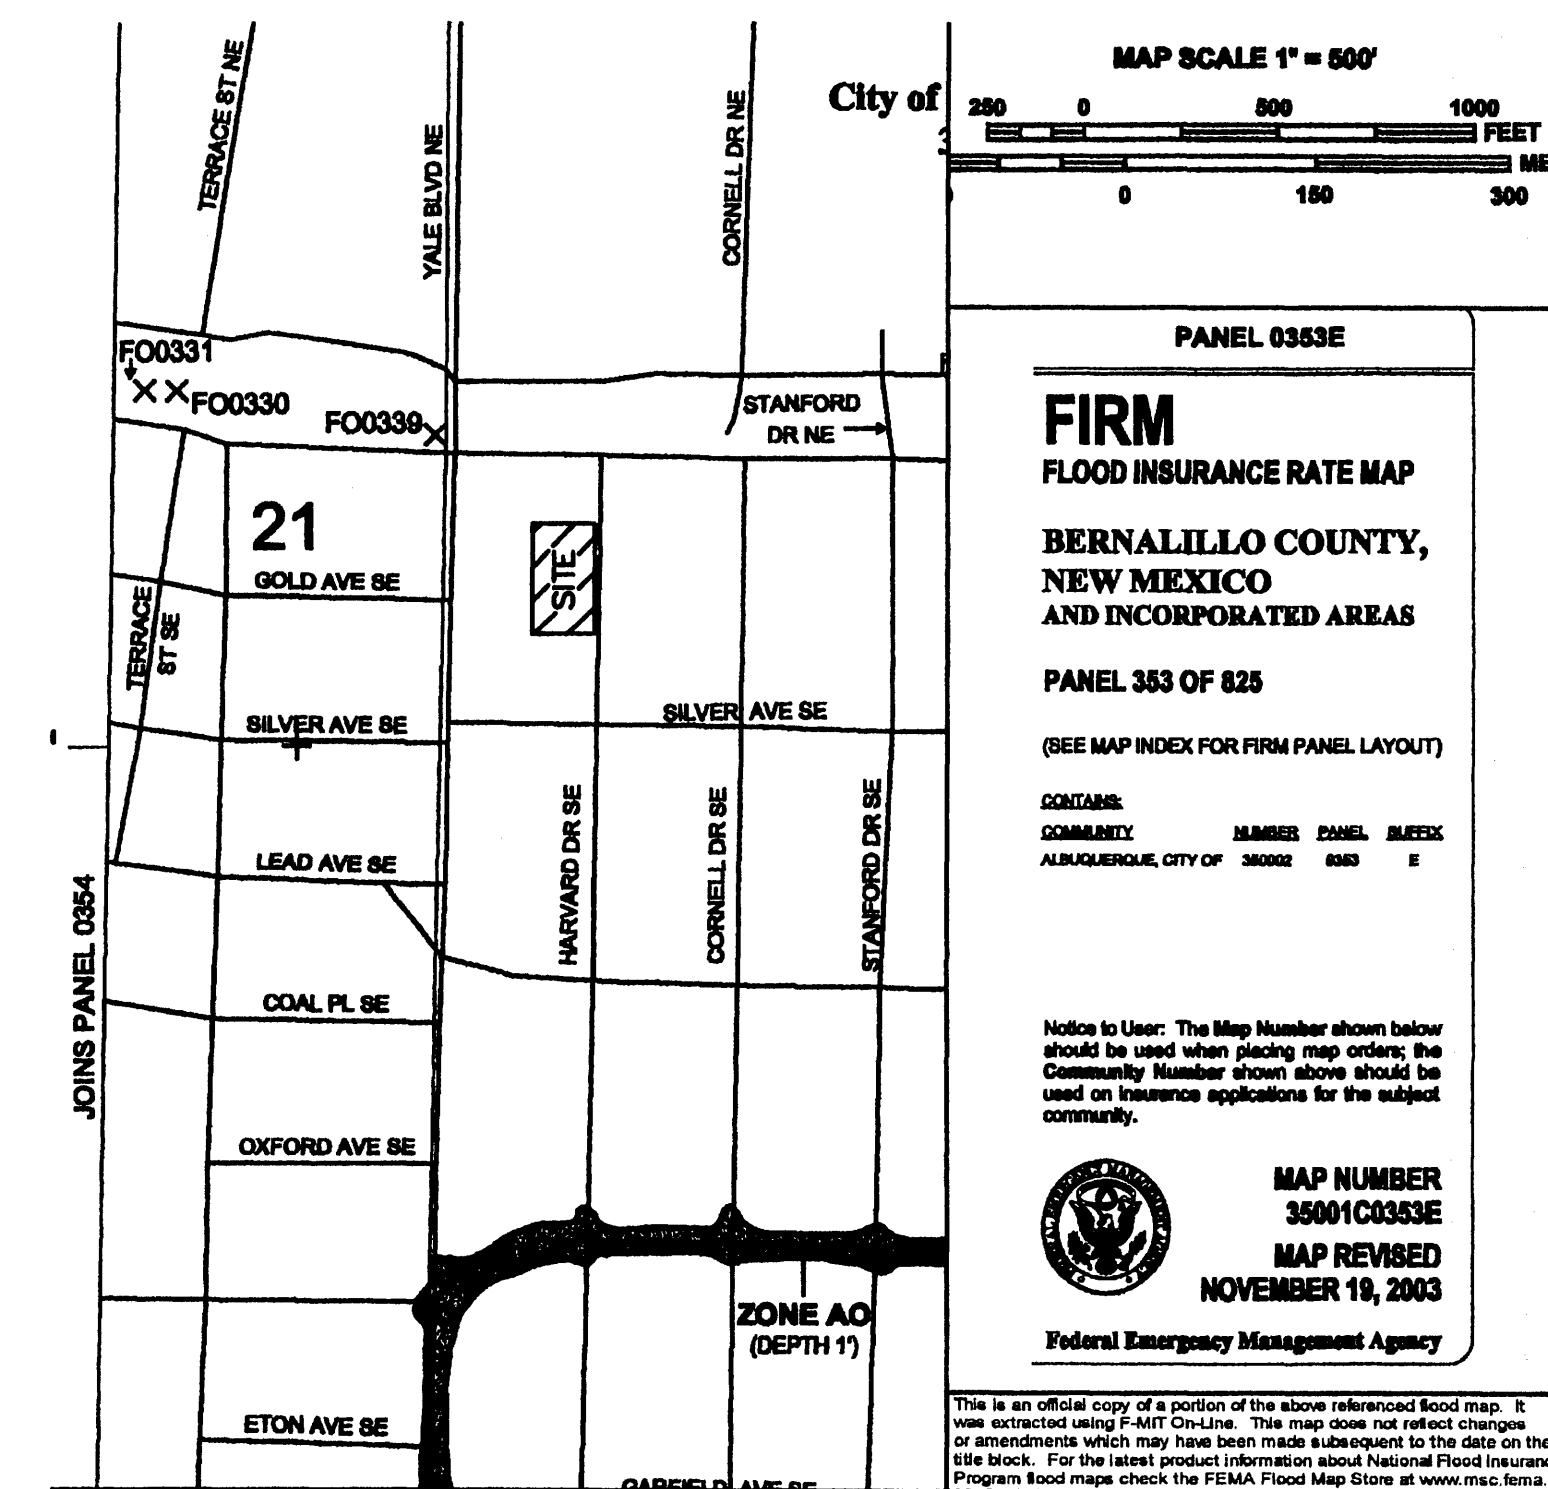 TERRACE ST NE
YALE BLVD NE
CORNELL DR NE
City of
FO0331
FO0330
FO0339
STANFORD
DR NE
21
SITE
GOLD AVE SE
TERRACE
ST SE
SILVER AVE SE
SILVER AVE SE
LEAD AVE SE
HARVARD DR SE
CORNELL DR SE
STANFORD DR SE
JOINS PANEL 0354
COAL PL SE
OXFORD AVE SE
ZONE AO
(DEPTH 1')
ETON AVE SE
GARFIELD AVE SE
MAP SCALE 1" = 500'
250 0 500 1000
FEET
ME
0 150 300
PANEL 0353E
FIRM
FLOOD INSURANCE RATE MAP
BERNALILLO COUNTY,
NEW MEXICO
AND INCORPORATED AREAS
PANEL 353 OF 825
(SEE MAP INDEX FOR FIRM PANEL LAYOUT)
CONTAINS:
COMMUNITY NUMBER PANEL SUFFIX
ALBUQUERQUE, CITY OF 350002 0353 E
Notice to User: The Map Number shown below
should be used when placing map orders; the
Community Number shown above should be
used on insurance applications for the subject
community.
MAP NUMBER
35001C0353E
MAP REVISED
NOVEMBER 19, 2003
Federal Emergency Management Agency
This is an official copy of a portion of the above referenced flood map. It
was extracted using F-MIT On-Line. This map does not reflect changes
or amendments which may have been made subsequent to the date on the
title block. For the latest product information about National Flood Insuran
Program flood maps check the FEMA Flood Map Store at www.msc.fema.